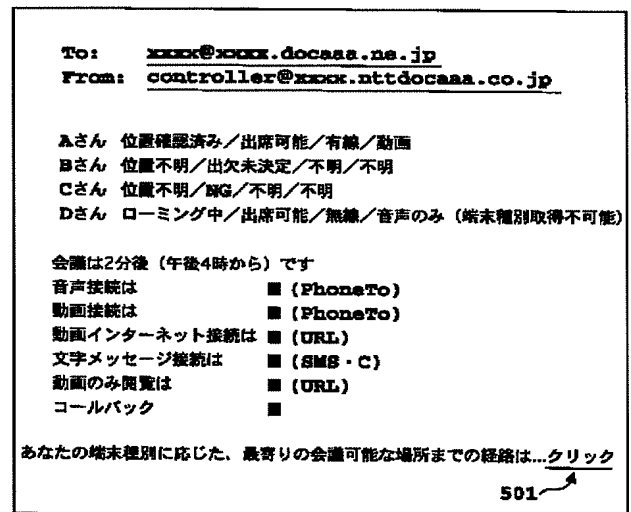 To: xxxx@xxxx.docaaa.ne.jp
From: controller@xxxx.nttdocaaa.co.jp
Aさん 位置確認済み／出席可能／有線／動画
Bさん 位置不明／出欠未決定／不明／不明
Cさん 位置不明／NG／不明／不明
Dさん ローミング中／出席可能／無線／音声のみ（端末種別取得不可能）
会議は2分後（午後4時から）です
音声接続は ■ (PhoneTo)
動画接続は ■ (PhoneTo)
動画インターネット接続は ■ (URL)
文字メッセージ接続は ■ (SMS・C)
動画のみ閲覧は ■ (URL)
コールバック ■
あなたの端末種別に応じた、最寄りの会議可能な場所までの経路は...クリック
501